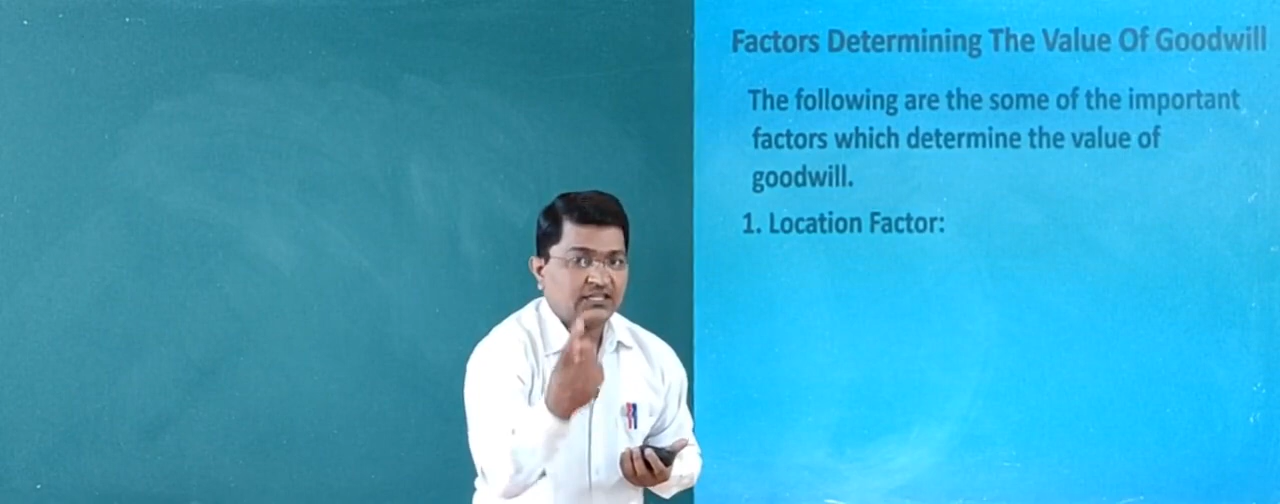 Factors Determining The Value Of Goodwill
The following are the some of the important
factors which determine the value of
goodwill.
1. Location Factor: